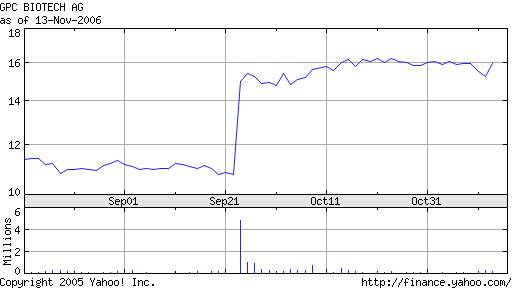 GPC BIOTECH AG
as of 13-Nov-2006
18
16
14
12
10
Sep01 Sep21 Oct11 Oct31
6
4
2
0
Millions
Copyright 2005 Yahoo! Inc. http://finance.yahoo.com/